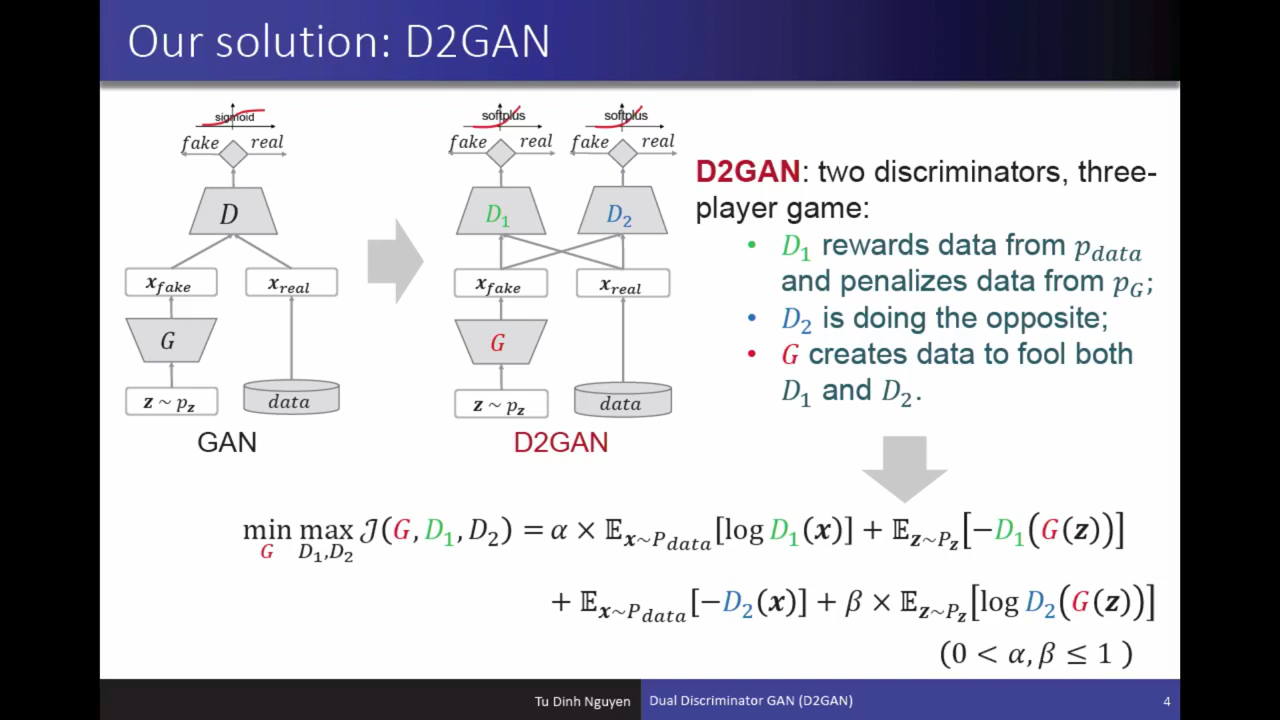 Our solution: D2GAN
sigmoid
fake real
D
x_fake x_real
G
z ~ p_z data
GAN
softplus softplus
fake real fake real
D_1 D_2
x_fake x_real
G
z ~ p_z data
D2GAN
D2GAN: two discriminators, three-
player game:
• D_1 rewards data from p_data
and penalizes data from p_G;
• D_2 is doing the opposite;
• G creates data to fool both
D_1 and D_2.
min_G max_{D_1,D_2} 𝒥(G, D_1, D_2) = α × 𝔼_{x~P_data}[log D_1(x)] + 𝔼_{z~P_z}[−D_1(G(z))]
+ 𝔼_{x~P_data}[−D_2(x)] + β × 𝔼_{z~P_z}[log D_2(G(z))]
(0 < α, β ≤ 1 )
Tu Dinh Nguyen Dual Discriminator GAN (D2GAN) 4